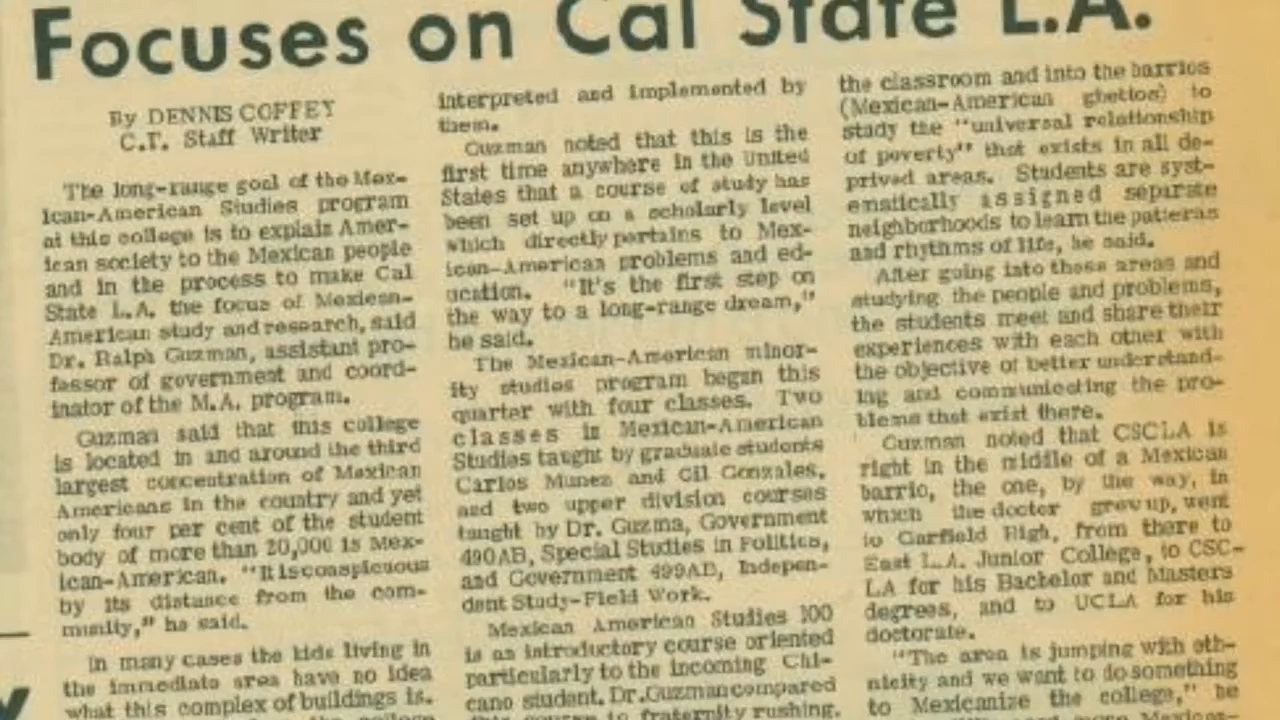 Focuses on Cal State L.A.
By DENNIS COFFEY
C.T. Staff Writer
The long-range goal of the Mex-
ican-American Studies program
at this college is to explain Amer-
ican society to the Mexican people
and in the process to make Cal
State L.A. the focus of Mexican-
American study and research, said
Dr. Ralph Guzman, assistant pro-
fessor of government and coord-
inator of the M.A. program.
Guzman said that this college
is located in and around the third
largest concentration of Mexican
Americans in the country and yet
only four per cent of the student
body of more than 20,000 is Mex-
ican-American. "It is conspicuous
by its distance from the com-
munity," he said.
In many cases the kids living in
the immediate area have no idea
what this complex of buildings is.
interpreted and implemented by
them.
Guzman noted that this is the
first time anywhere in the United
States that a course of study has
been set up on a scholarly level
which directly pertains to Mex-
ican-American problems and ed-
ucation. "It's the first step on
the way to a long-range dream,"
he said.
The Mexican-American minor-
ity studies program began this
quarter with four classes. Two
classes in Mexican-American
Studies taught by graduate students
Carlos Munez and Gil Gonzales,
and two upper division courses
taught by Dr. Guzma, Government
490AB, Special Studies in Politics,
and Government 499AB, Indepen-
dent Study-Field Work.
Mexican American Studies 100
is an introductory course oriented
particularly to the incoming Chi-
cano student. Dr. Guzman compared
this course to fraternity rushing.
the classroom and into the barrios
(Mexican-American ghettos) to
study the "universal relationship
of poverty" that exists in all de-
prived areas. Students are syst-
ematically assigned separate
neighborhoods to learn the patterns
and rhythms of life, he said.
After going into these areas and
studying the people and problems,
the students meet and share their
experiences with each other with
the objective of better understand-
ing and communicating the pro-
blems that exist there.
Guzman noted that CSCLA is
right in the middle of a Mexican
barrio, the one, by the way, in
which the doctor grew up, went
to Garfield High, from there to
East L.A. Junior College, to CSC-
LA for his Bachelor and Masters
degrees, and to UCLA for his
doctorate.
"The area is jumping with eth-
nicity and we want to do something
to Mexicanize the college," he